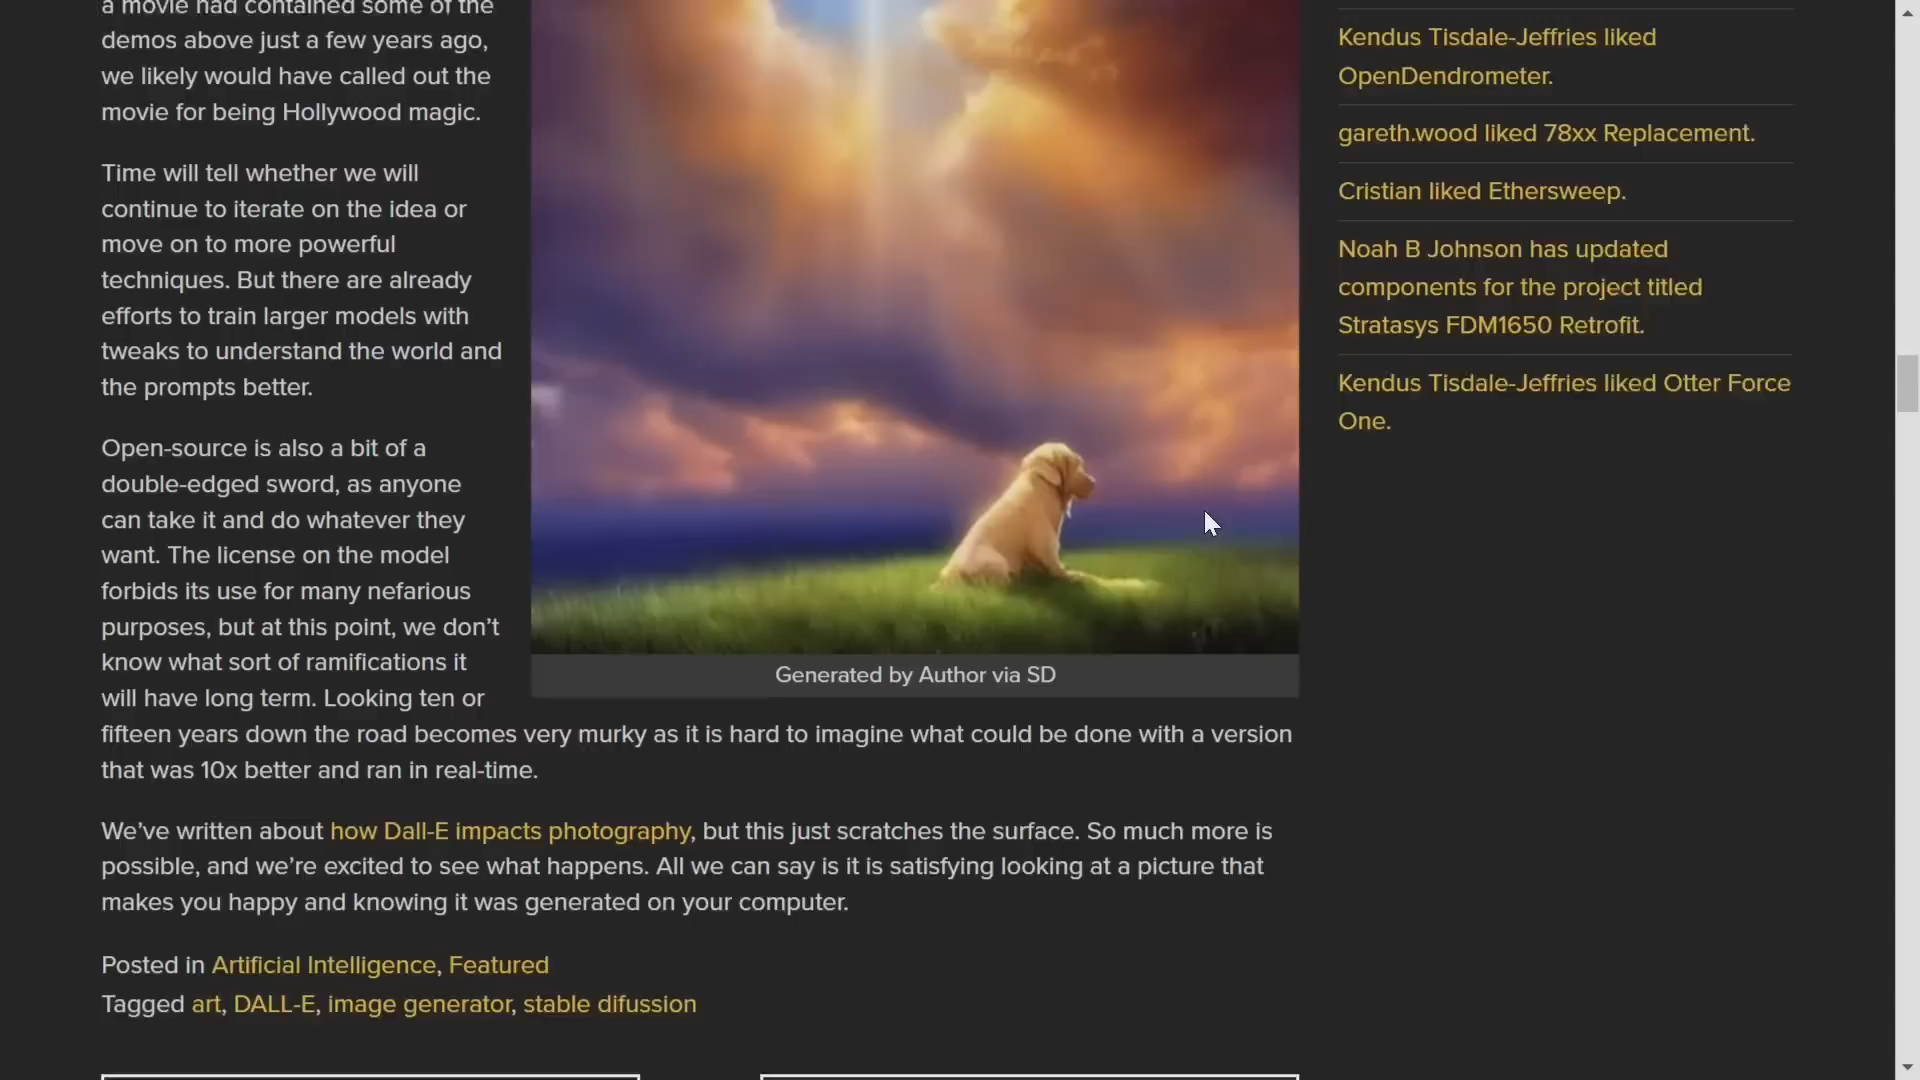 a movie had contained some of the
demos above just a few years ago,
we likely would have called out the
movie for being Hollywood magic.
Time will tell whether we will
continue to iterate on the idea or
move on to more powerful
techniques. But there are already
efforts to train larger models with
tweaks to understand the world and
the prompts better.
Open-source is also a bit of a
double-edged sword, as anyone
can take it and do whatever they
want. The license on the model
forbids its use for many nefarious
purposes, but at this point, we don’t
know what sort of ramifications it
will have long term. Looking ten or
fifteen years down the road becomes very murky as it is hard to imagine what could be done with a version
that was 10x better and ran in real-time.
Generated by Author via SD
We’ve written about how Dall-E impacts photography, but this just scratches the surface. So much more is
possible, and we’re excited to see what happens. All we can say is it is satisfying looking at a picture that
makes you happy and knowing it was generated on your computer.
Posted in Artificial Intelligence, Featured
Tagged art, DALL-E, image generator, stable difussion
Kendus Tisdale-Jeffries liked
OpenDendrometer.
gareth.wood liked 78xx Replacement.
Cristian liked Ethersweep.
Noah B Johnson has updated
components for the project titled
Stratasys FDM1650 Retrofit.
Kendus Tisdale-Jeffries liked Otter Force
One.